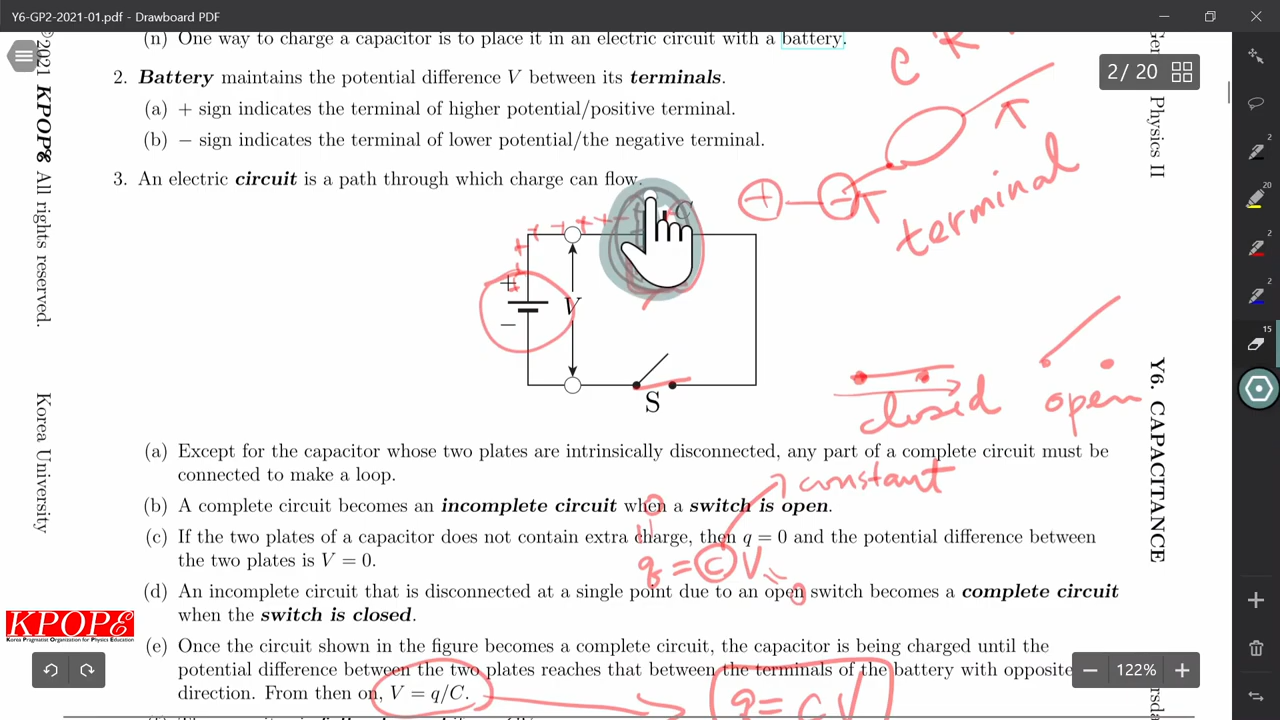 Y6-GP2-2021-01.pdf - Drawboard PDF
(n) One way to charge a capacitor is to place it in an electric circuit with a battery.
2 / 20
2. Battery maintains the potential difference V between its terminals.
(a) + sign indicates the terminal of higher potential/positive terminal.
(b) − sign indicates the terminal of lower potential/the negative terminal.
3. An electric circuit is a path through which charge can flow.
C
+
−
V
S
terminal
closed
open
(a) Except for the capacitor whose two plates are intrinsically disconnected, any part of a complete circuit must be
connected to make a loop.
constant
(b) A complete circuit becomes an incomplete circuit when a switch is open.
(c) If the two plates of a capacitor does not contain extra charge, then q = 0 and the potential difference between
the two plates is V = 0.
q = C V = 0
(d) An incomplete circuit that is disconnected at a single point due to an open switch becomes a complete circuit
when the switch is closed.
(e) Once the circuit shown in the figure becomes a complete circuit, the capacitor is being charged until the
potential difference between the two plates reaches that between the terminals of the battery with opposite
direction. From then on, V = q/C.
q = CV
©2021 KPOPE All rights reserved.
Korea University
Physics II
Y6. CAPACITANCE
KPOPE
Korea Pragmatist Organization for Physics Education
122%
2
20
2
2
15